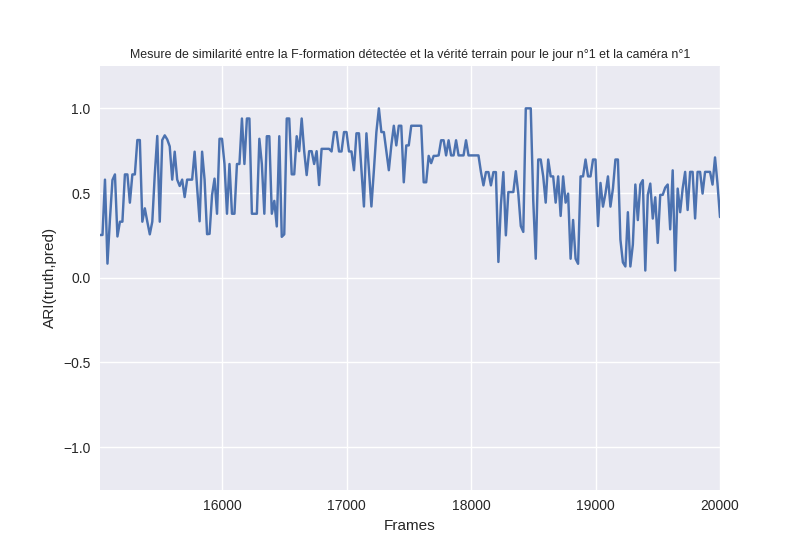 Mesure de similarité entre la F-formation détectée et la vérité terrain pour le jour n°1 et la caméra n°1
1.0
0.5
0.0
−0.5
−1.0
ARI(truth,pred)
16000 17000 18000 19000 20000
Frames